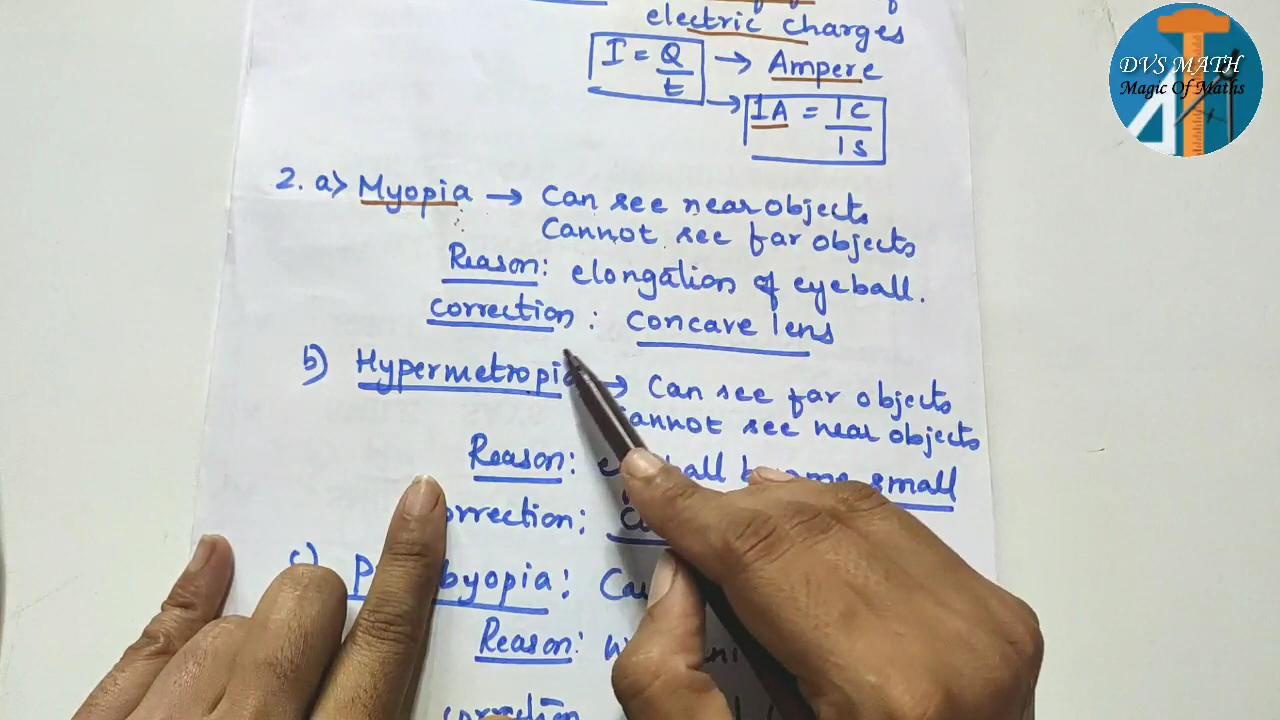 electric charges
I = Q/t → Ampere
→ 1A = 1C/1s
2. a) Myopia → Can see near objects
Cannot see far objects
Reason: elongation of eyeball.
Correction: concave lens
b) Hypermetropia → Can see far objects
cannot see near objects
Reason: small
correction:
c)
Reason:
correction
DVS MATH
Magic Of Maths